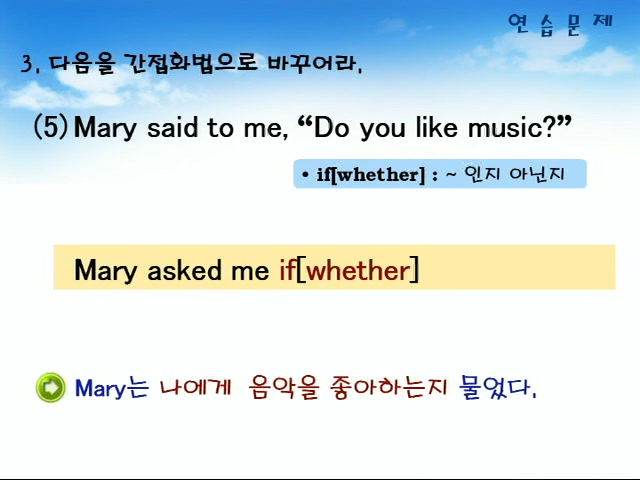 연 습 문 제
3. 다음을 간접화법으로 바꾸어라.
(5) Mary said to me, “Do you like music?”
• if[whether] : ~ 인지 아닌지
Mary asked me if[whether]
Mary는 나에게 음악을 좋아하는지 물었다.